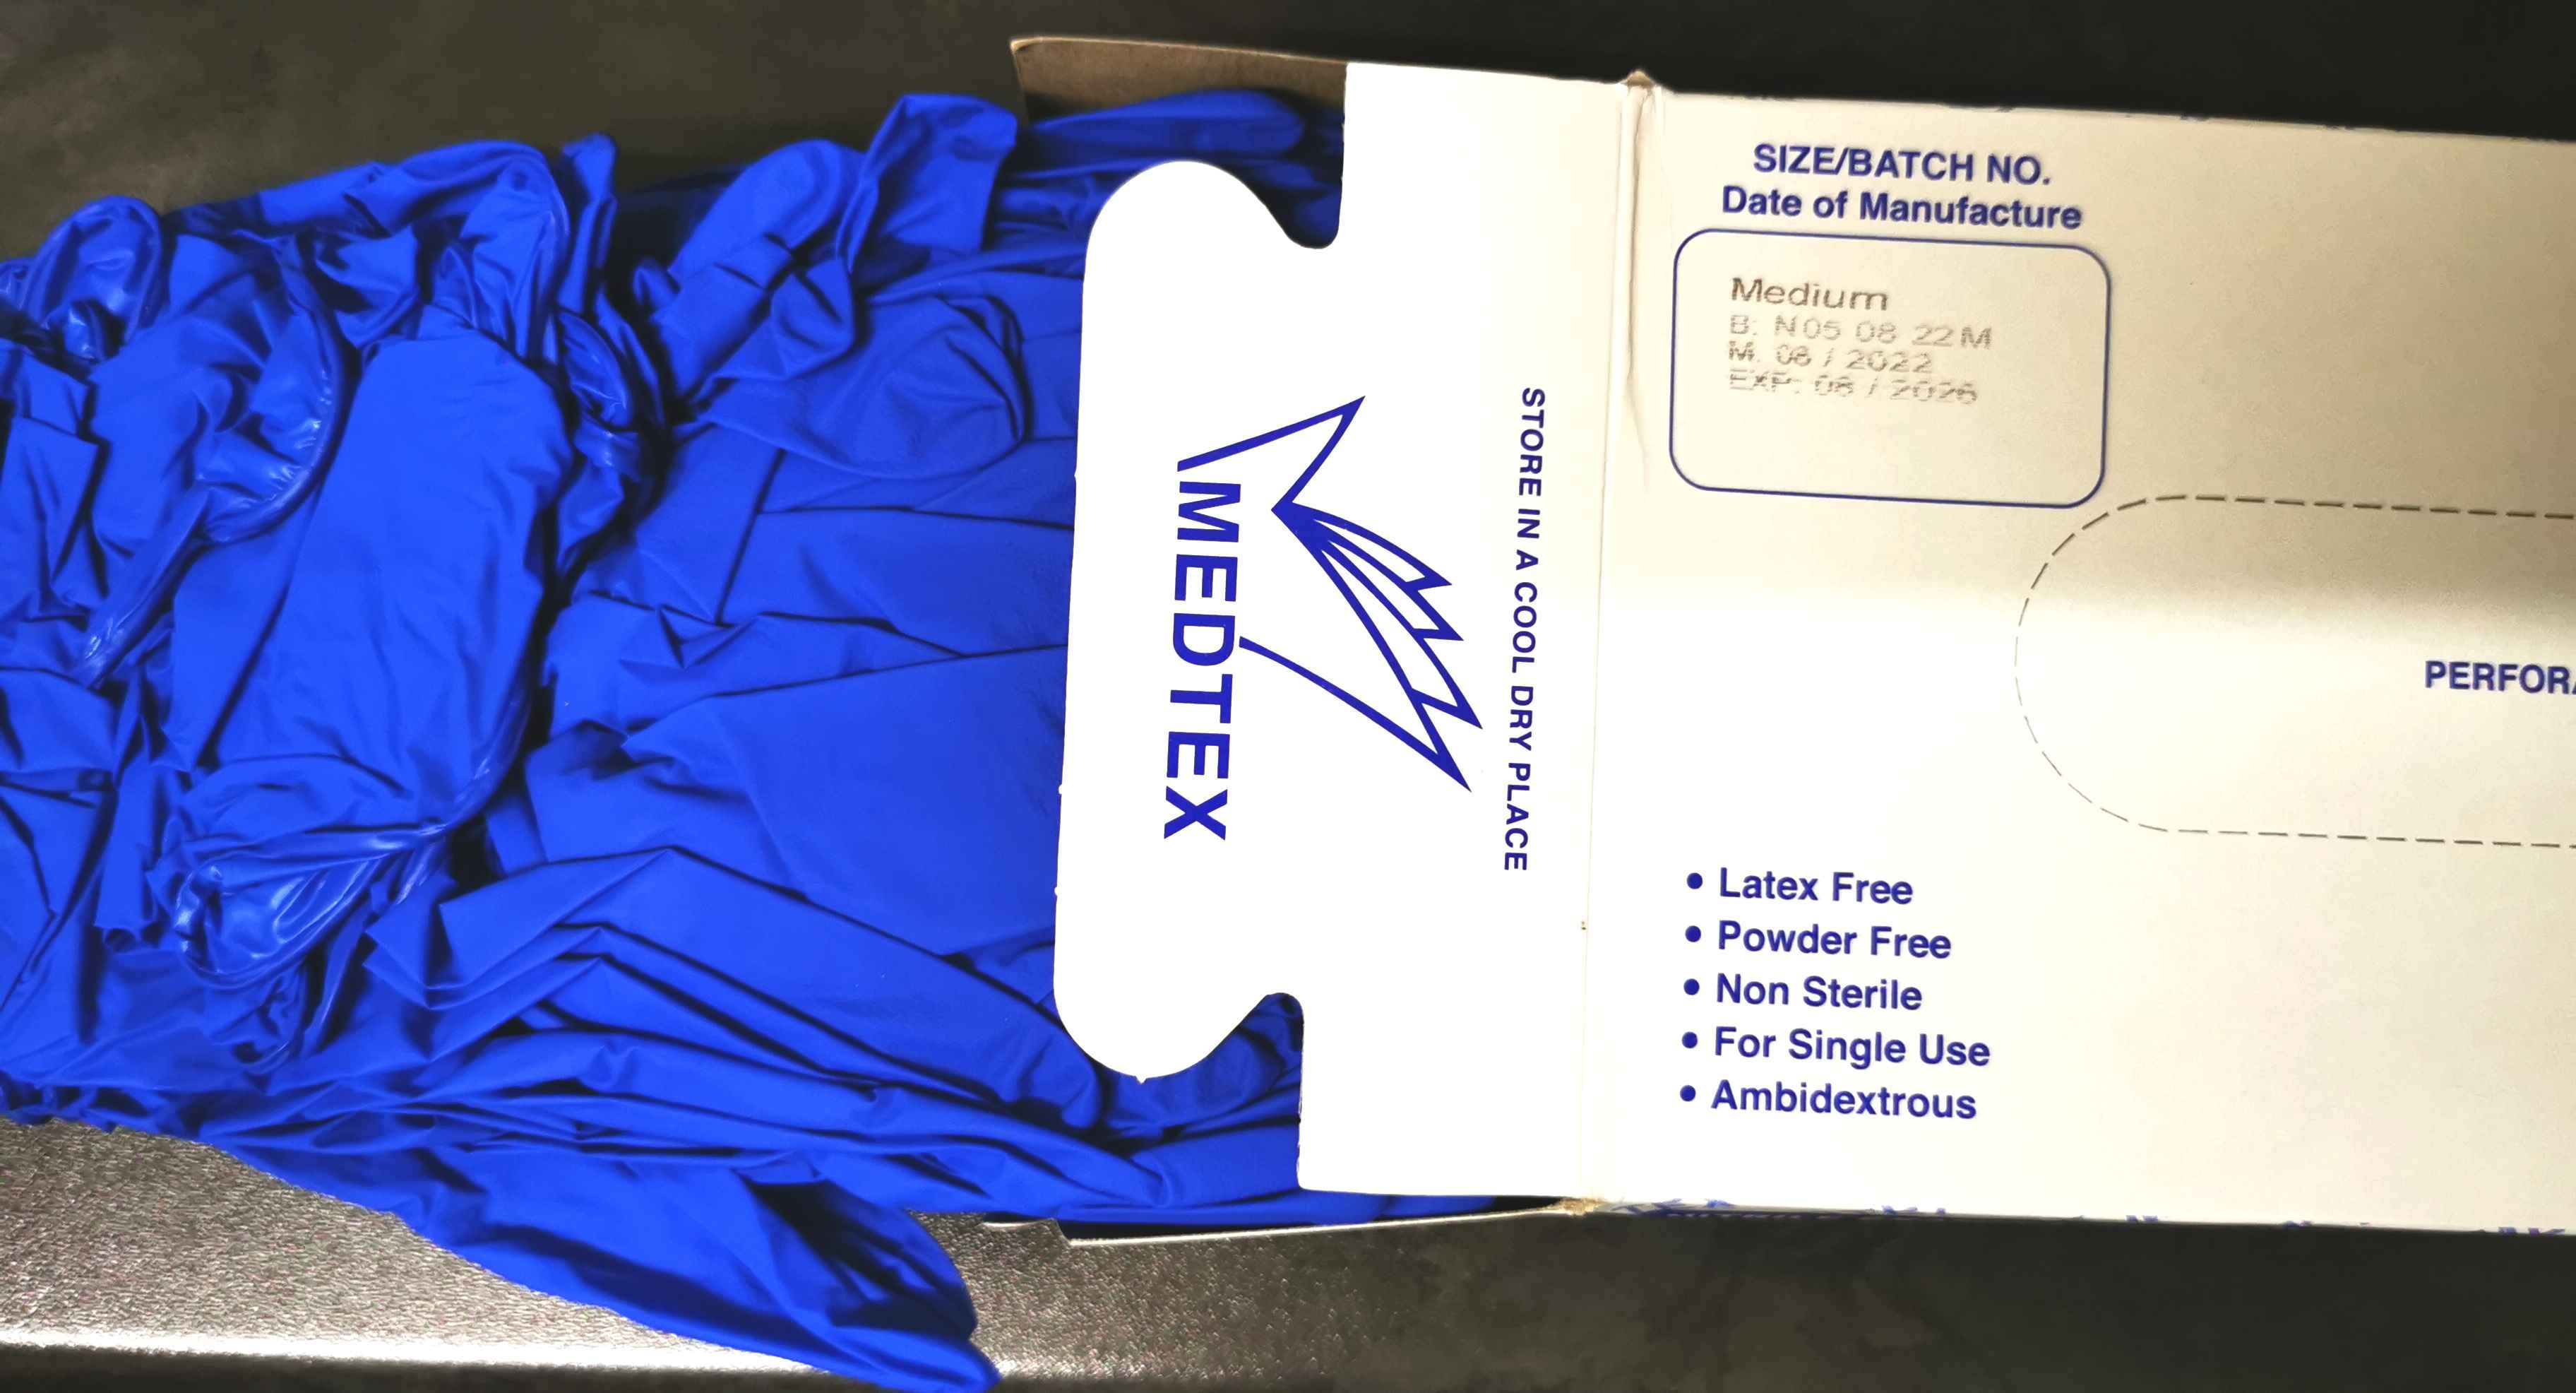 MEDTEX
STORE IN A COOL DRY PLACE
SIZE/BATCH NO.
Date of Manufacture
Medium
B: N05 08 22M
M: 08 / 2022
EXP: 08 / 2026
• Latex Free
• Powder Free
• Non Sterile
• For Single Use
• Ambidextrous